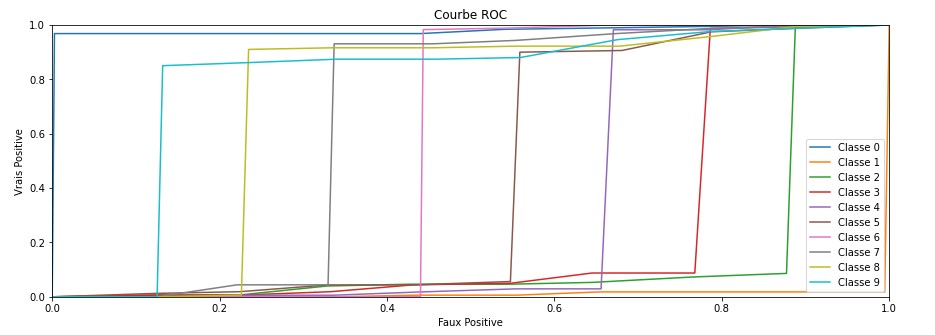 Courbe ROC
1.0
0.8
0.6
0.4
0.2
0.0
Vrais Positive
Classe 0
Classe 1
Classe 2
Classe 3
Classe 4
Classe 5
Classe 6
Classe 7
Classe 8
Classe 9
0.0 0.2 0.4 0.6 0.8 1.0
Faux Positive